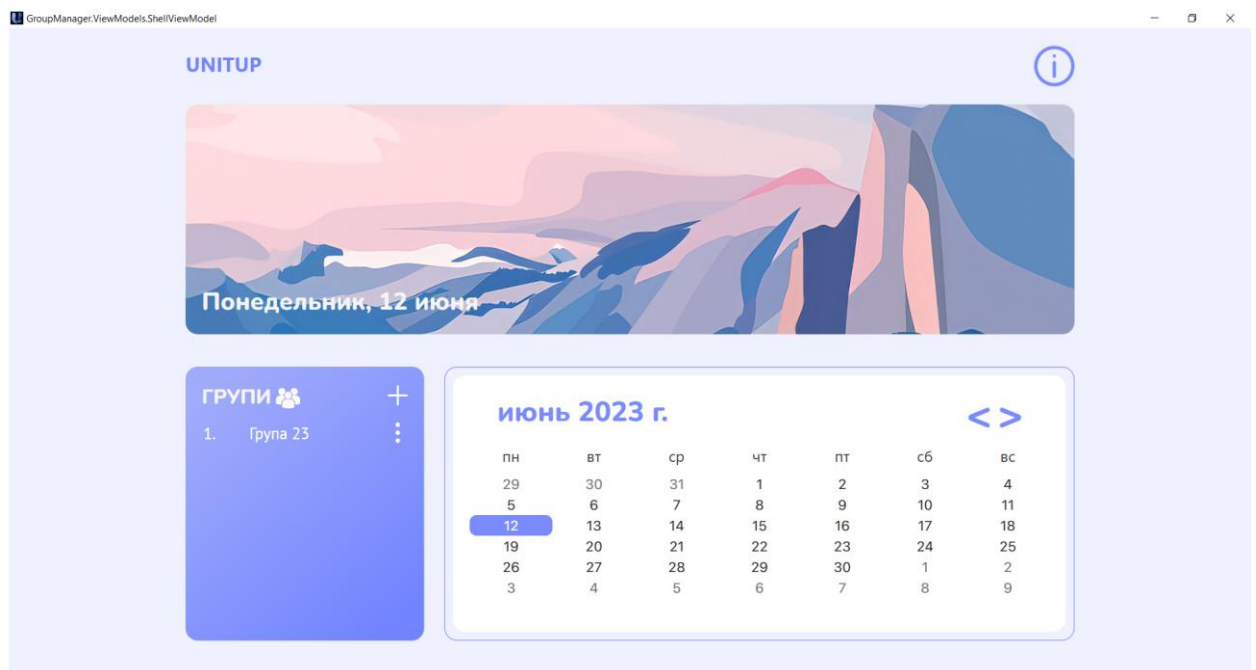 GroupManager.ViewModels.ShellViewModel
UNITUP
Понедельник, 12 июня
ГРУПИ
1. Група 23
июнь 2023 г.
< >
пн вт ср чт пт сб вс
29 30 31 1 2 3 4
5 6 7 8 9 10 11
12 13 14 15 16 17 18
19 20 21 22 23 24 25
26 27 28 29 30 1 2
3 4 5 6 7 8 9